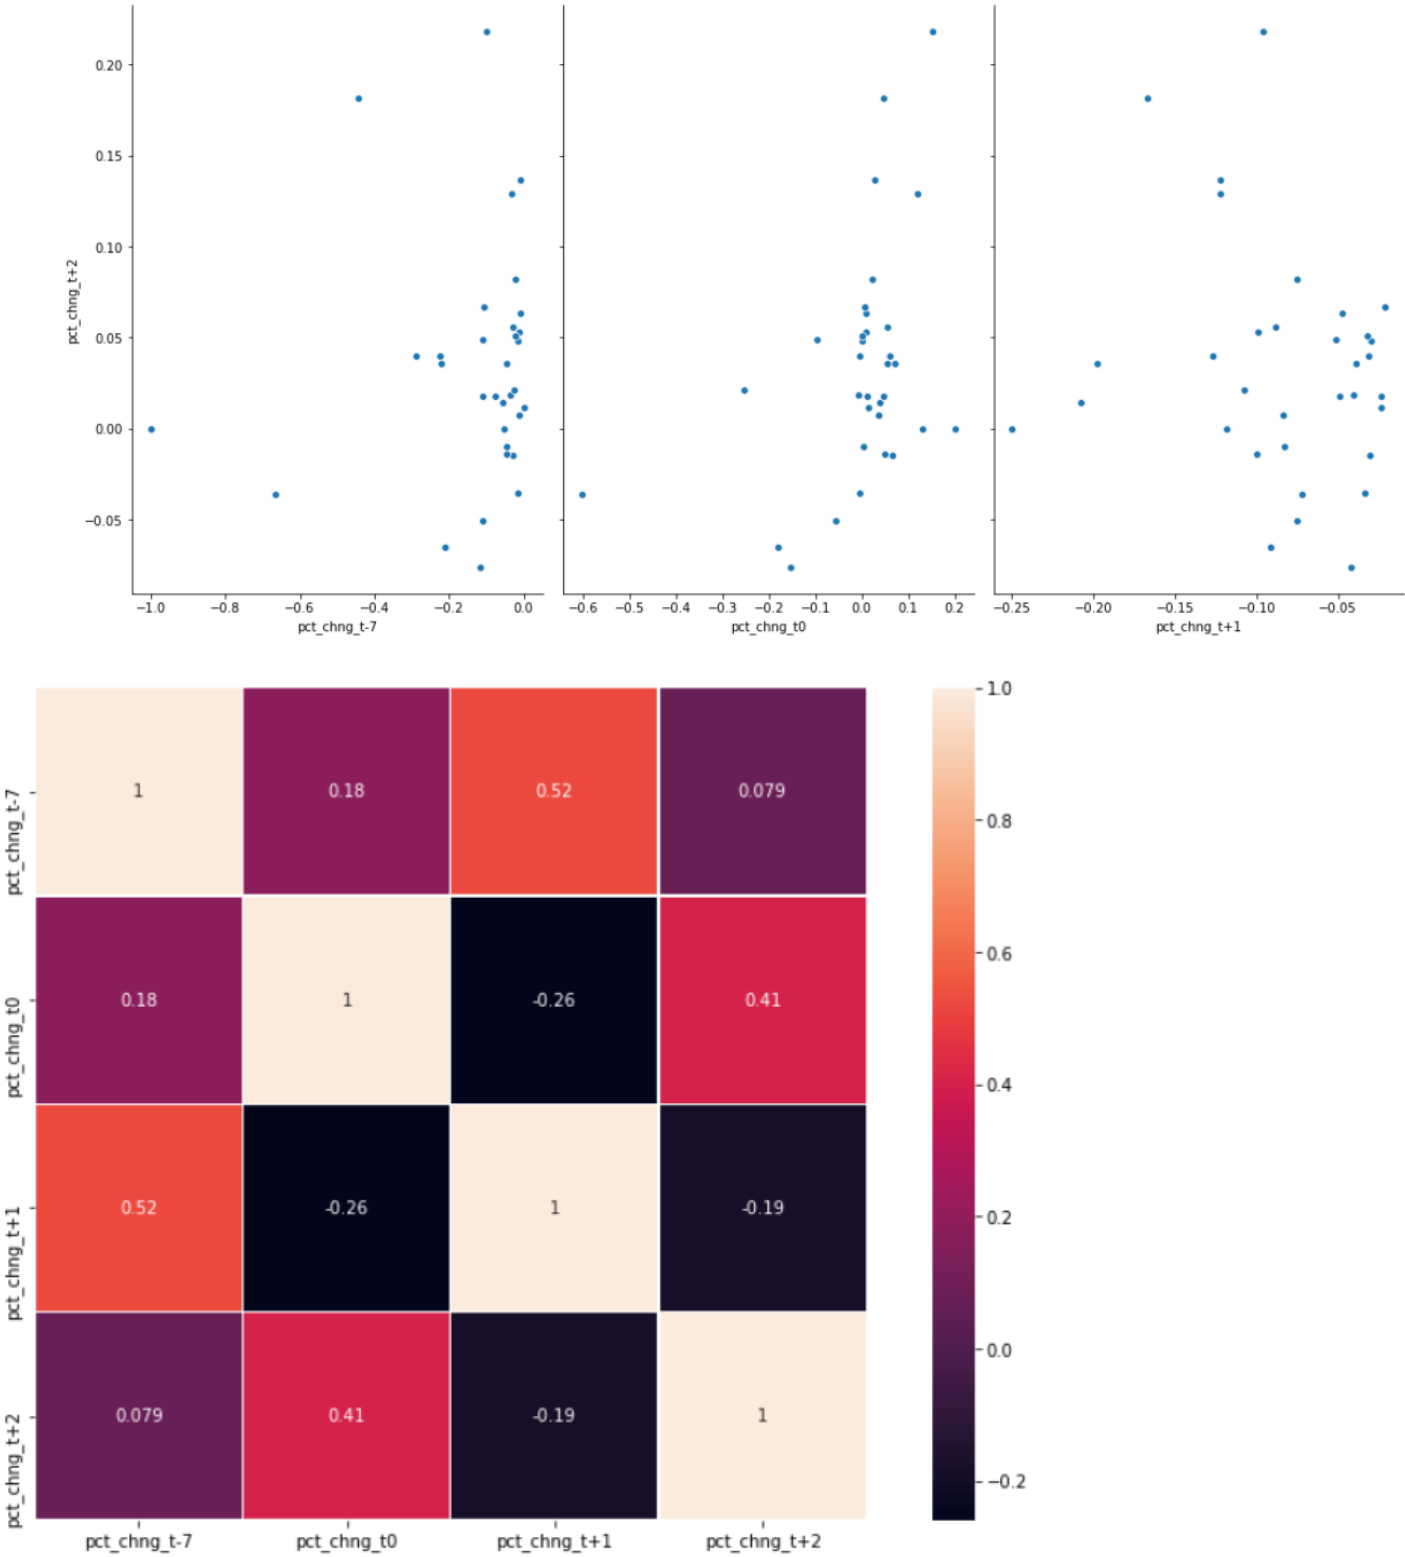 0.20
0.15
0.10
0.05
0.00
−0.05
pct_chng_t+2
−1.0 −0.8 −0.6 −0.4 −0.2 0.0
pct_chng_t-7
−0.6 −0.5 −0.4 −0.3 −0.2 −0.1 0.0 0.1 0.2
pct_chng_t0
−0.25 −0.20 −0.15 −0.10 −0.05
pct_chng_t+1
pct_chng_t-7
1 0.18 0.52 0.079
pct_chng_t0
0.18 1 -0.26 0.41
pct_chng_t+1
0.52 -0.26 1 -0.19
pct_chng_t+2
0.079 0.41 -0.19 1
pct_chng_t-7 pct_chng_t0 pct_chng_t+1 pct_chng_t+2
1.0
0.8
0.6
0.4
0.2
0.0
−0.2